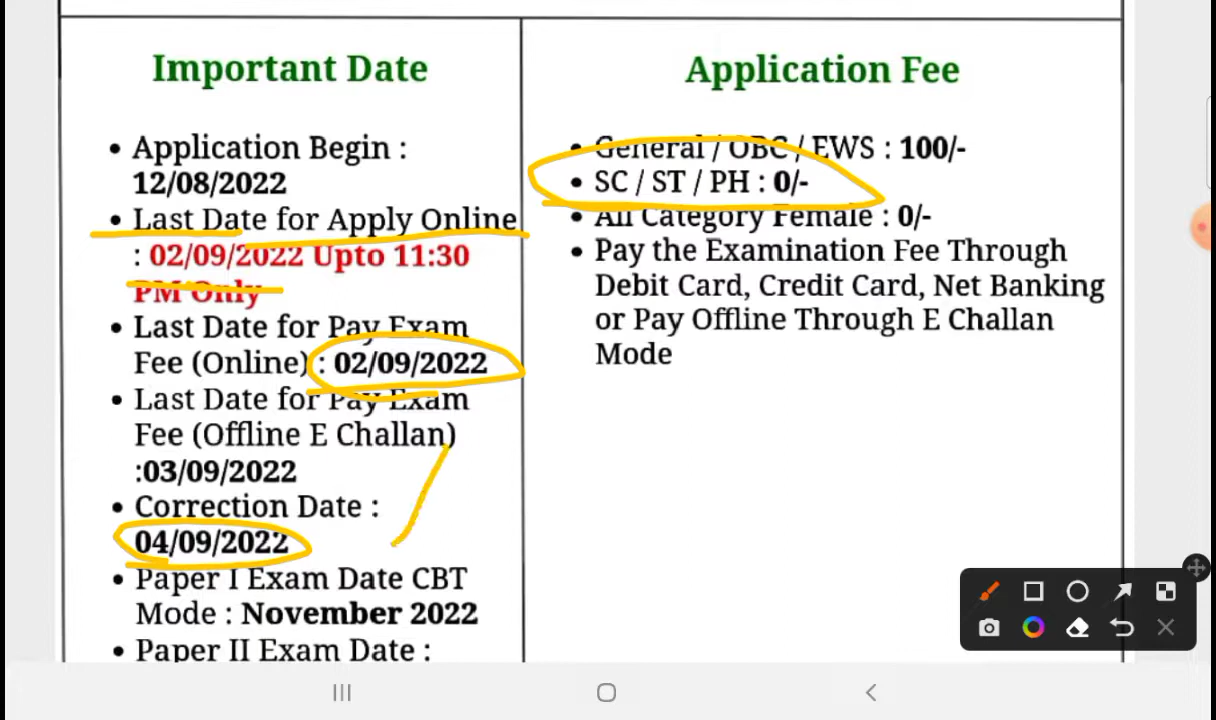 Important Date
Application Begin :
12/08/2022
Last Date for Apply Online
: 02/09/2022 Upto 11:30
PM Only
Last Date for Pay Exam
Fee (Online) : 02/09/2022
Last Date for Pay Exam
Fee (Offline E Challan)
:03/09/2022
Correction Date :
04/09/2022
Paper I Exam Date CBT
Mode : November 2022
Paper II Exam Date :
Application Fee
General / OBC / EWS : 100/-
SC / ST / PH : 0/-
All Category Female : 0/-
Pay the Examination Fee Through
Debit Card, Credit Card, Net Banking
or Pay Offline Through E Challan
Mode